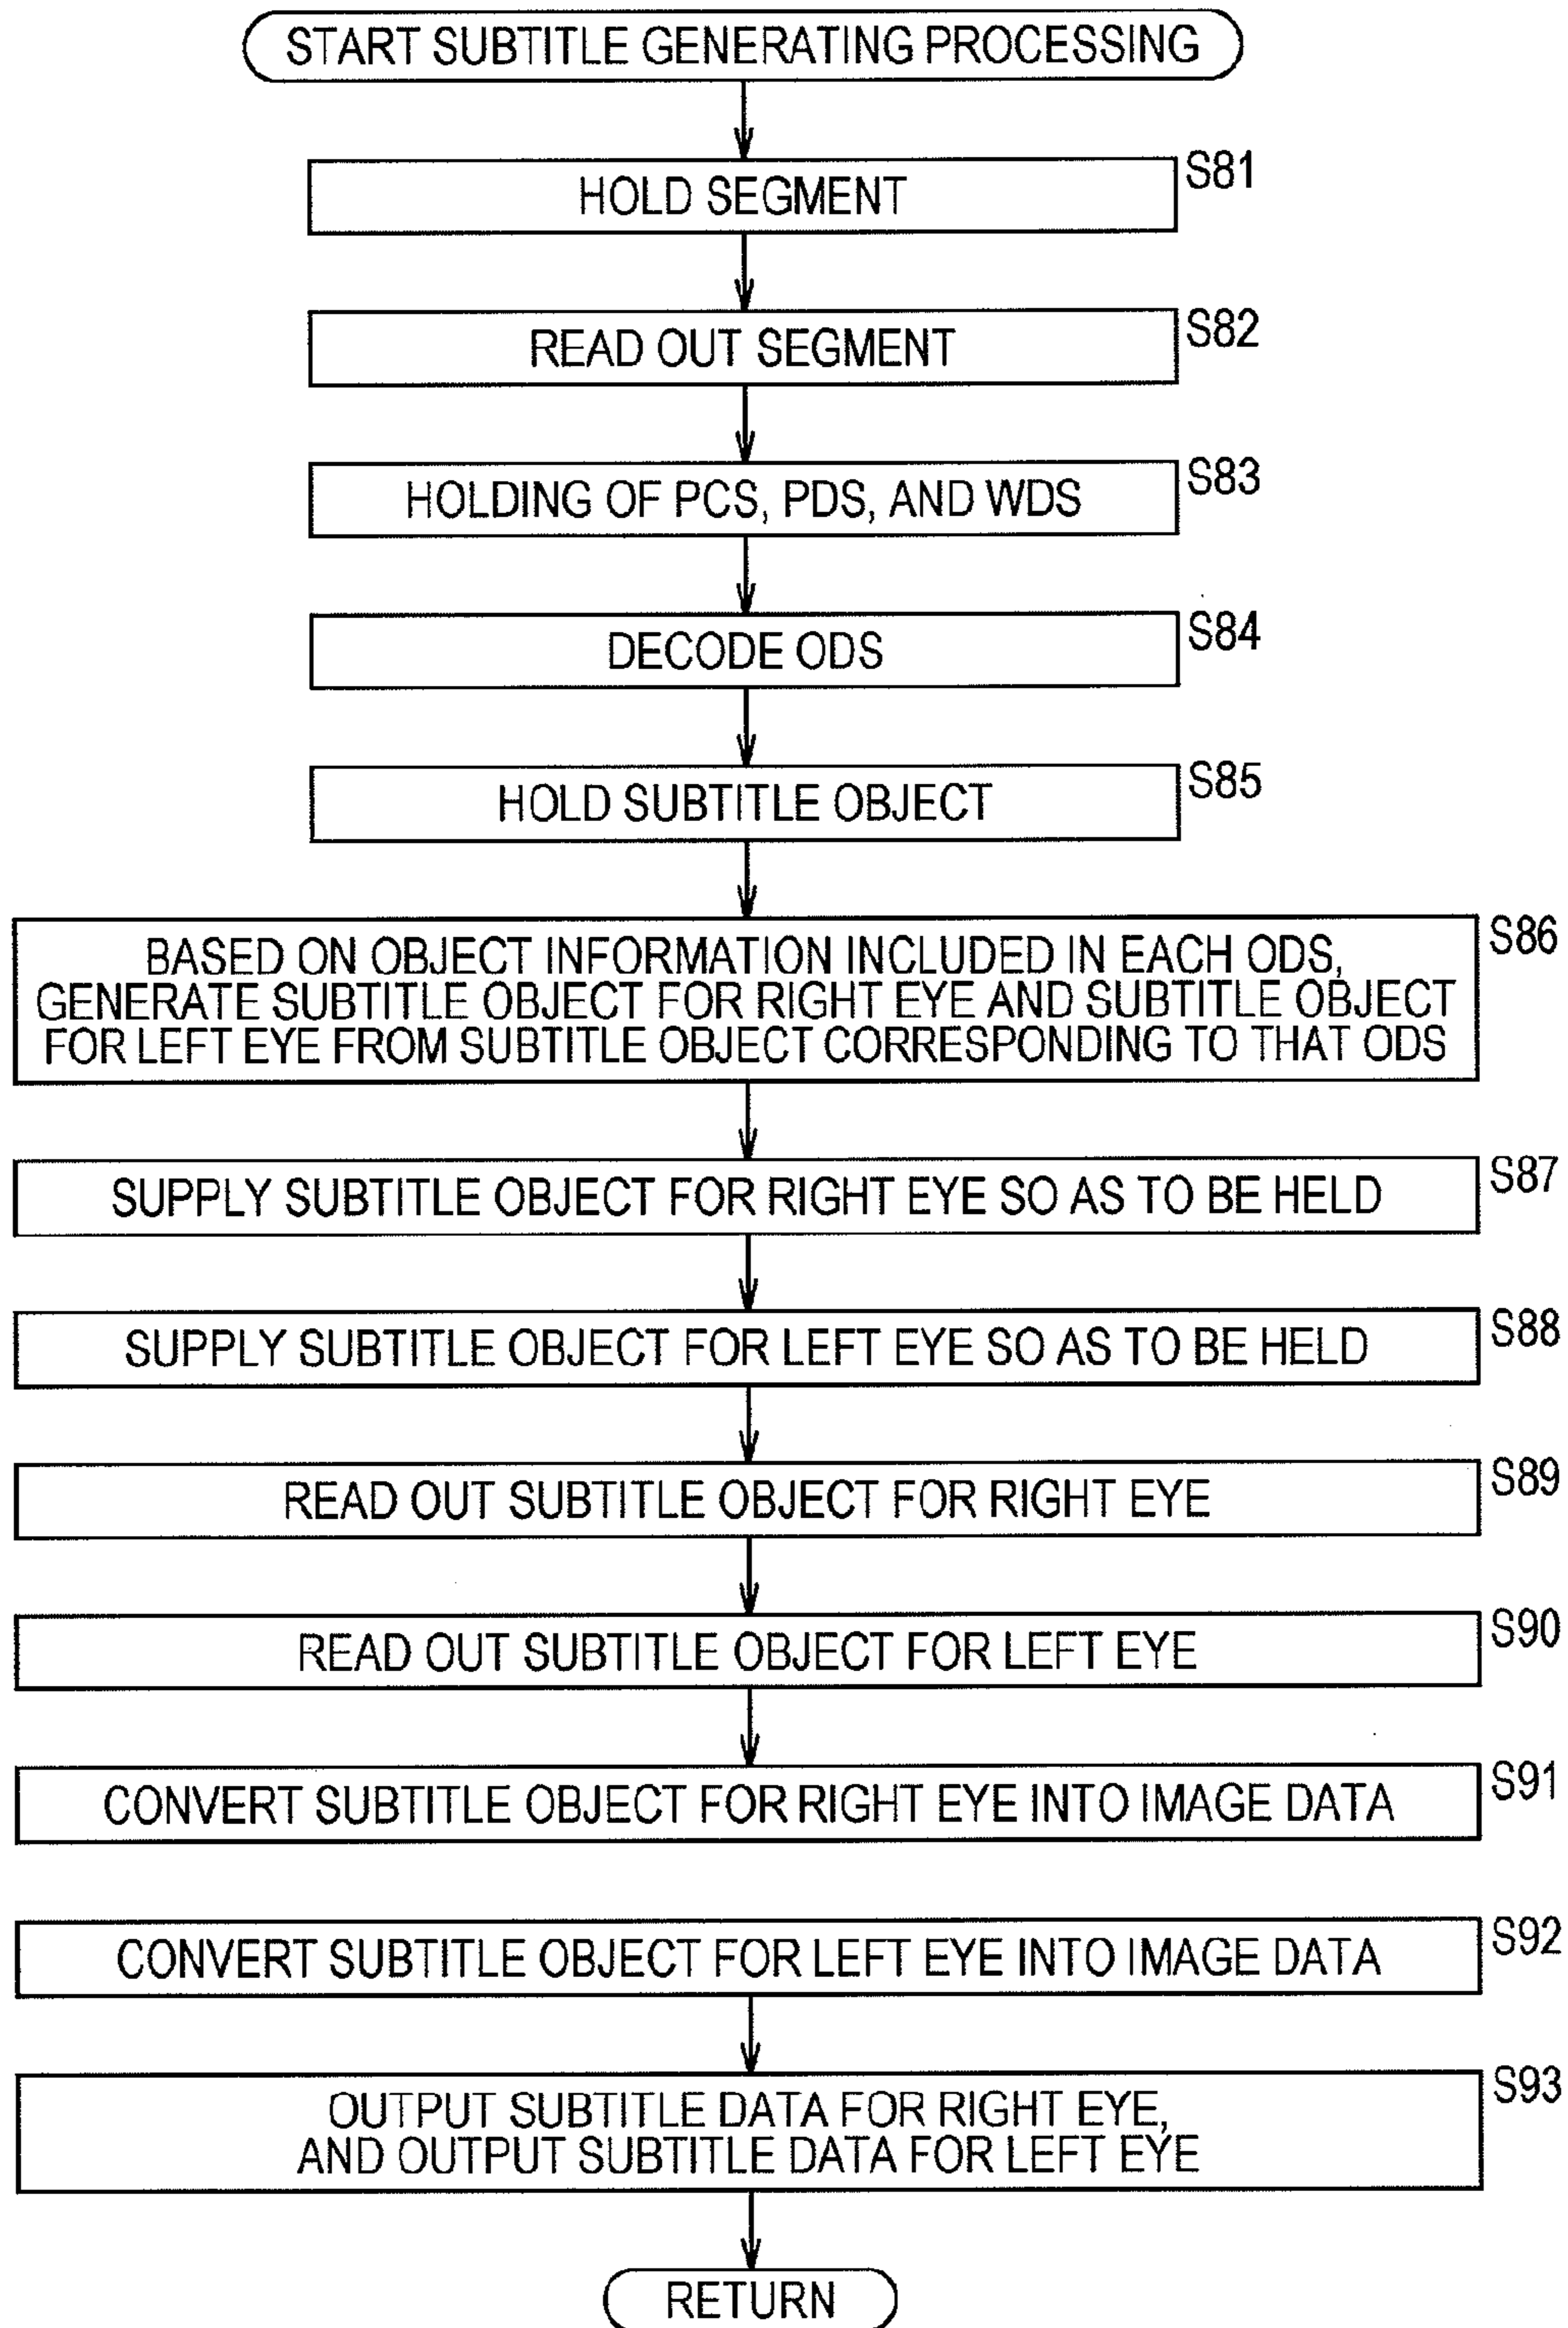 START SUBTITLE GENERATING PROCESSING
HOLD SEGMENT
S81
READ OUT SEGMENT
S82
HOLDING OF PCS, PDS, AND WDS
S83
DECODE ODS
S84
HOLD SUBTITLE OBJECT
S85
BASED ON OBJECT INFORMATION INCLUDED IN EACH ODS,
GENERATE SUBTITLE OBJECT FOR RIGHT EYE AND SUBTITLE OBJECT
FOR LEFT EYE FROM SUBTITLE OBJECT CORRESPONDING TO THAT ODS
S86
SUPPLY SUBTITLE OBJECT FOR RIGHT EYE SO AS TO BE HELD
S87
SUPPLY SUBTITLE OBJECT FOR LEFT EYE SO AS TO BE HELD
S88
READ OUT SUBTITLE OBJECT FOR RIGHT EYE
S89
READ OUT SUBTITLE OBJECT FOR LEFT EYE
S90
CONVERT SUBTITLE OBJECT FOR RIGHT EYE INTO IMAGE DATA
S91
CONVERT SUBTITLE OBJECT FOR LEFT EYE INTO IMAGE DATA
S92
OUTPUT SUBTITLE DATA FOR RIGHT EYE,
AND OUTPUT SUBTITLE DATA FOR LEFT EYE
S93
RETURN